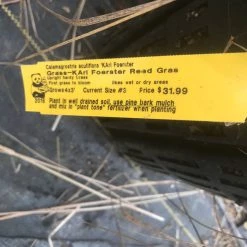 Calamagrostis acutiflora 'KArl Foerster
Grass-KArl Foerster Read Gras
Upright hardy Grass
First grass to bloom likes wet or dry areas
Grows4x3' Current Size #3 Price $31.99
2015 Plant in well drained soil, use pine bark mulch
and mix in "plant tone" fertilizer when planting